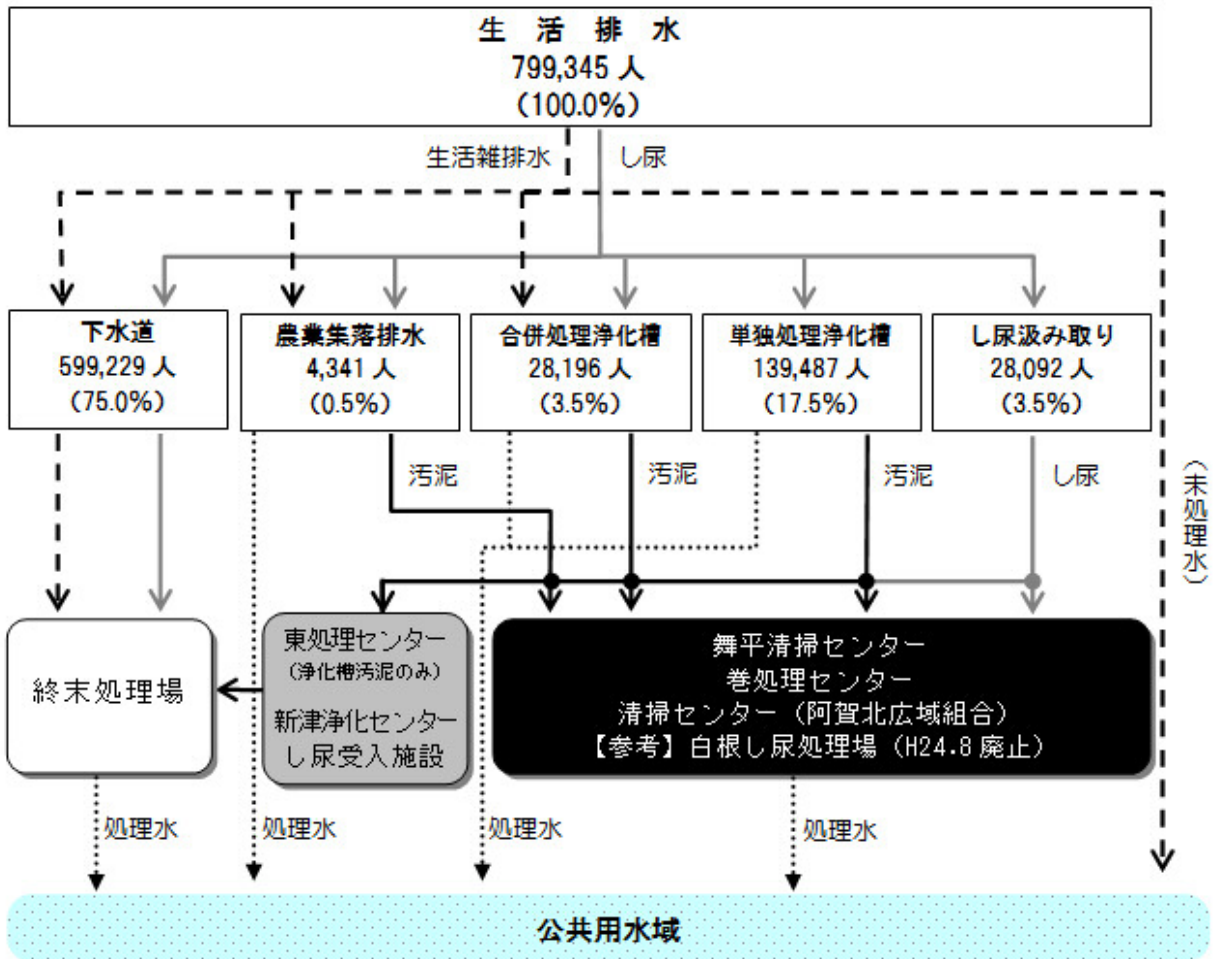 生 活 排 水
799,345 人
(100.0%)
生活雑排水
し尿
下水道
599,229 人
(75.0%)
農業集落排水
4,341 人
(0.5%)
合併処理浄化槽
28,196 人
(3.5%)
単独処理浄化槽
139,487 人
(17.5%)
し尿汲み取り
28,092 人
(3.5%)
汚泥
汚泥
汚泥
し尿
(未処理水)
終末処理場
東処理センター
(浄化槽汚泥のみ)
新津浄化センター
し尿受入施設
舞平清掃センター
巻処理センター
清掃センター（阿賀北広域組合）
【参考】白根し尿処理場（H24.8 廃止）
処理水
処理水
処理水
処理水
公共用水域